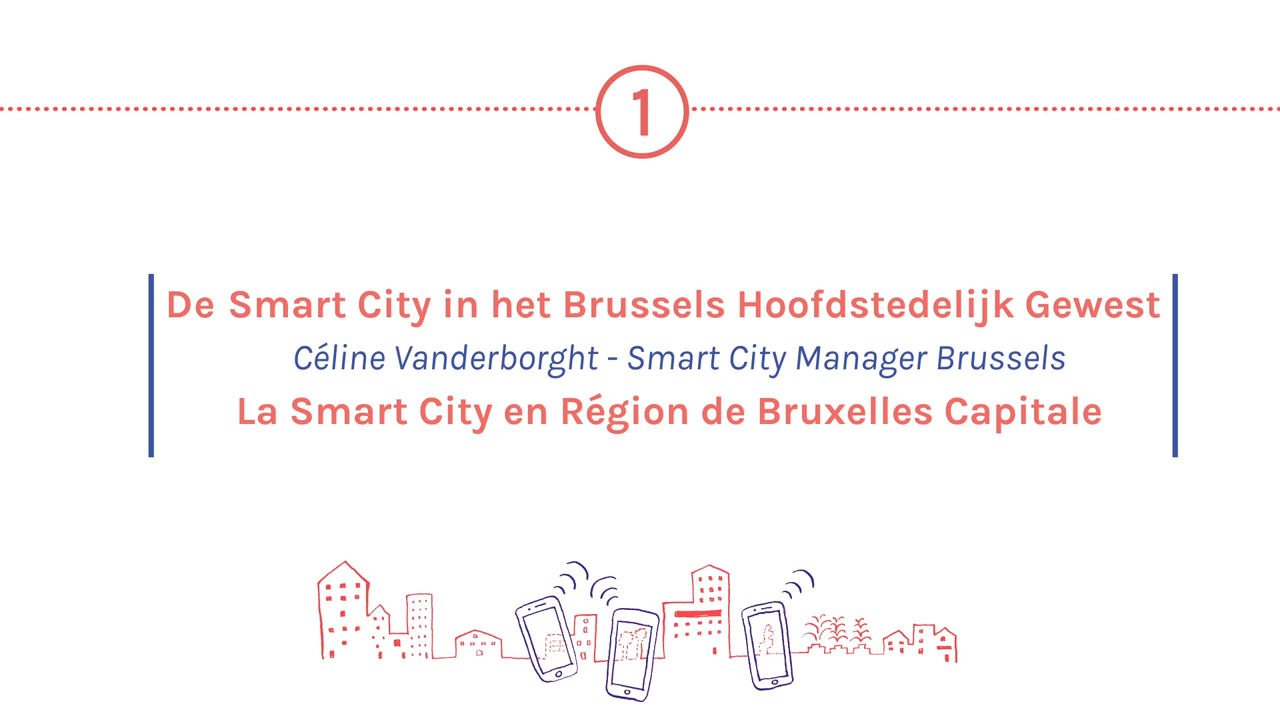 1
De Smart City in het Brussels Hoofdstedelijk Gewest
Céline Vanderborght - Smart City Manager Brussels
La Smart City en Région de Bruxelles Capitale